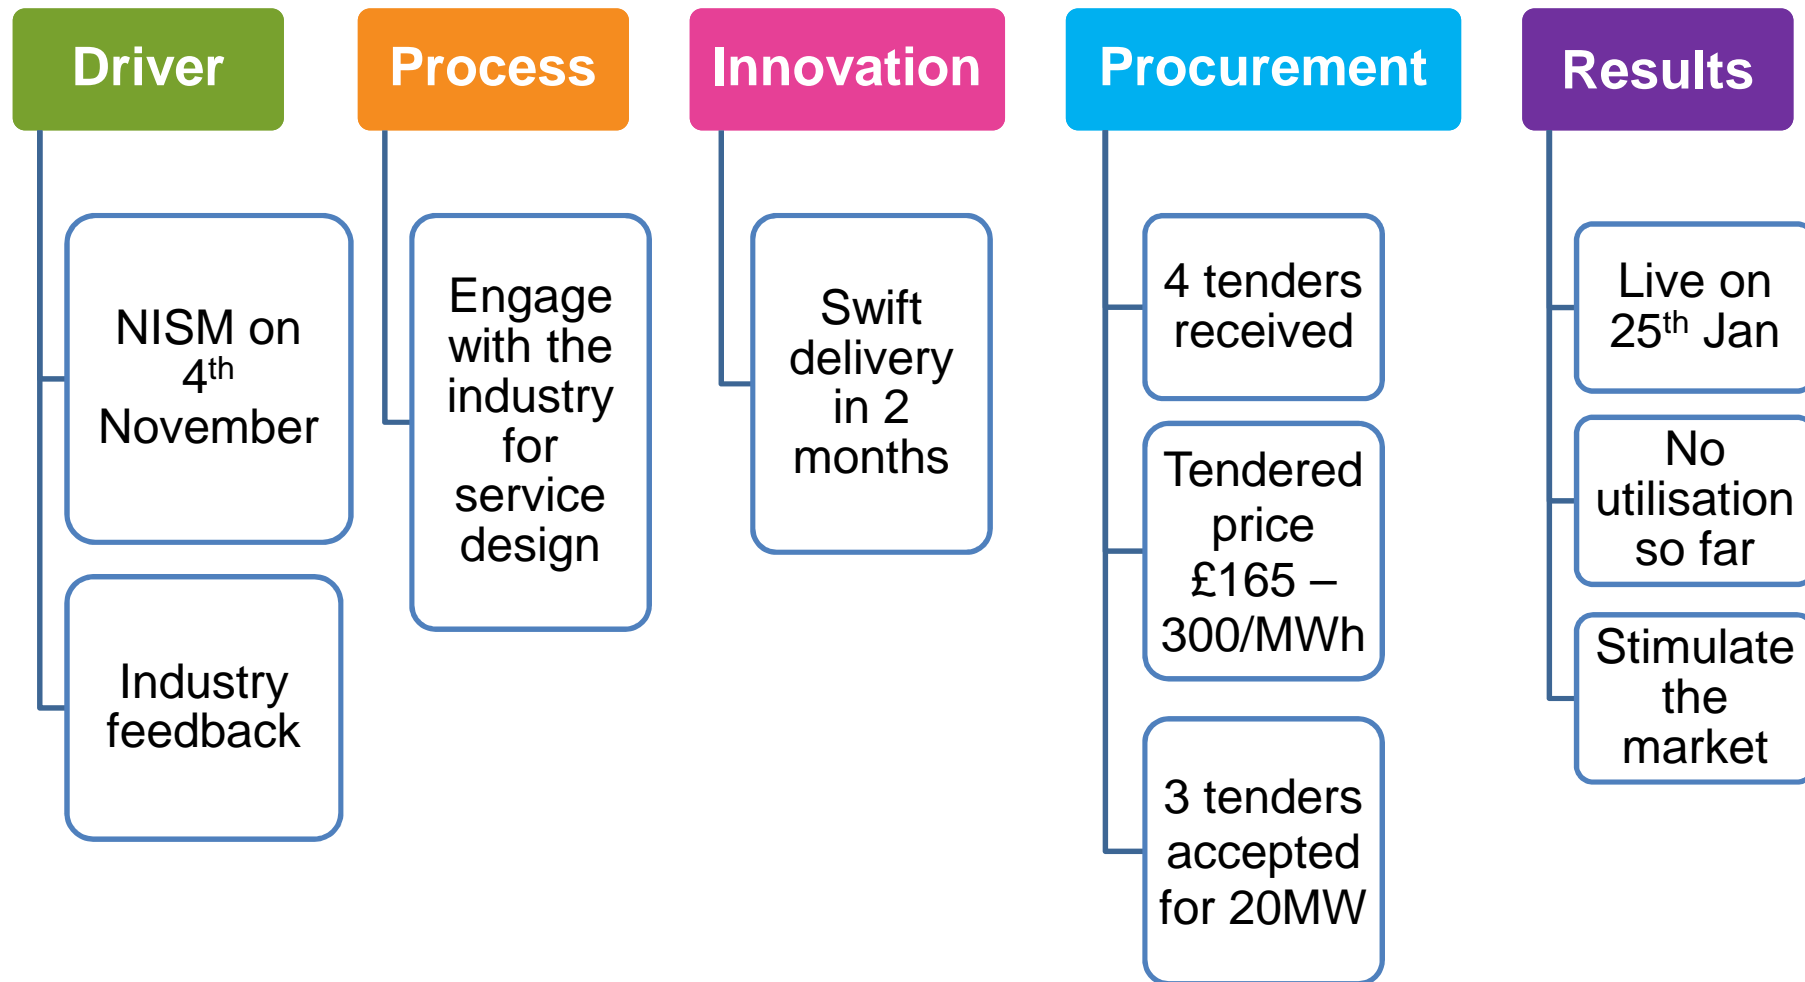 Driver
NISM on
4th
November
Industry
feedback
Process
Engage
with the
industry
for
service
design
Innovation
Swift
delivery
in 2
months
Procurement
4 tenders
received
Tendered
price
£165 –
300/MWh
3 tenders
accepted
for 20MW
Results
Live on
25th Jan
No
utilisation
so far
Stimulate
the
market